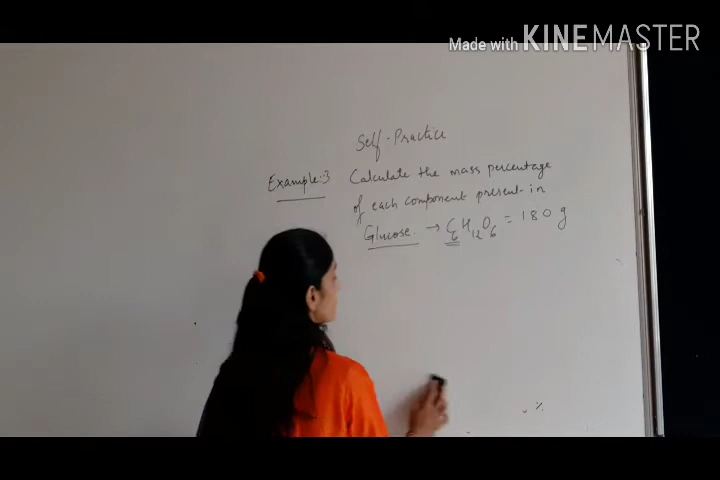 Made with KINEMASTER
Self-Practice
Example:3 Calculate the mass percentage
of each component present in
Glucose. → C6H12O6 = 180 g
%